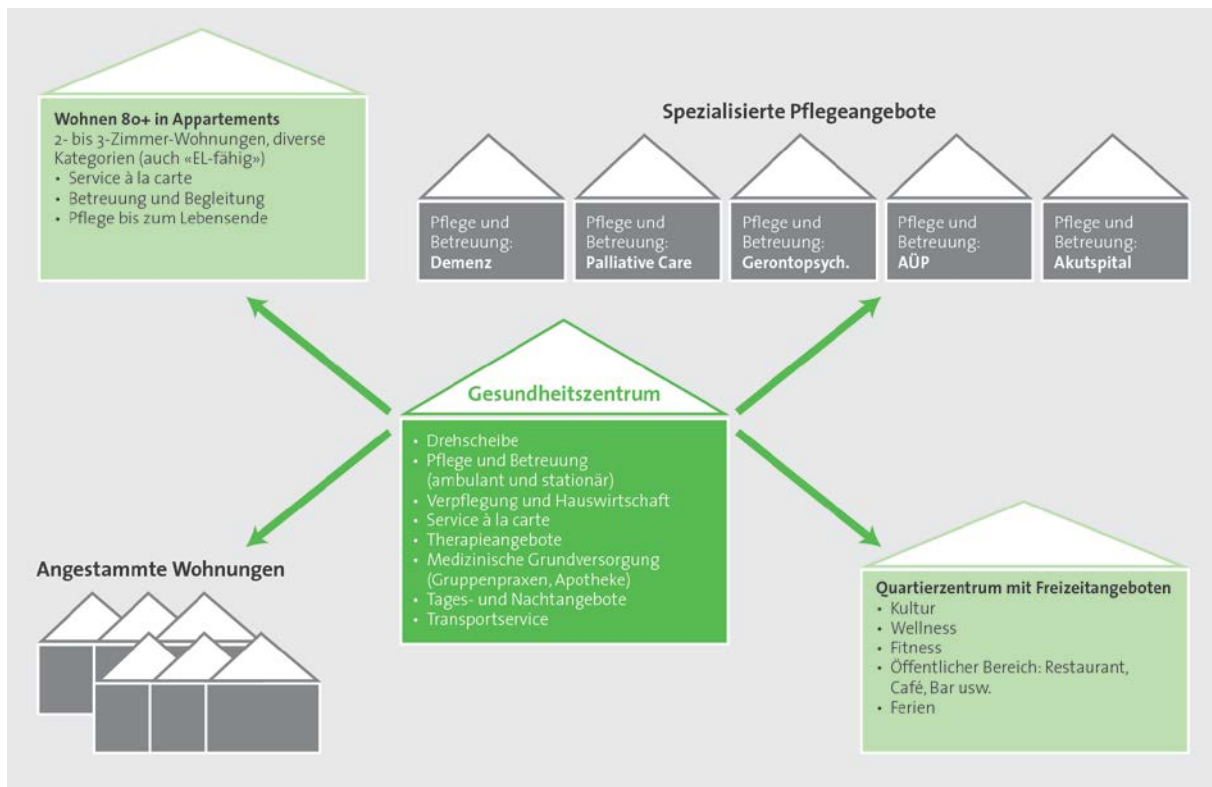 Wohnen 80+ in Appartements
2- bis 3-Zimmer-Wohnungen, diverse
Kategorien (auch «EL-fähig»)
• Service à la carte
• Betreuung und Begleitung
• Pflege bis zum Lebensende
Spezialisierte Pflegeangebote
Pflege und
Betreuung:
Demenz
Pflege und
Betreuung:
Palliative Care
Pflege und
Betreuung:
Gerontopsych.
Pflege und
Betreuung:
AÜP
Pflege und
Betreuung:
Akutspital
Gesundheitszentrum
• Drehscheibe
• Pflege und Betreuung
(ambulant und stationär)
• Verpflegung und Hauswirtschaft
• Service à la carte
• Therapieangebote
• Medizinische Grundversorgung
(Gruppenpraxen, Apotheke)
• Tages- und Nachtangebote
• Transportservice
Angestammte Wohnungen
Quartierzentrum mit Freizeitangeboten
• Kultur
• Wellness
• Fitness
• Öffentlicher Bereich: Restaurant,
Café, Bar usw.
• Ferien